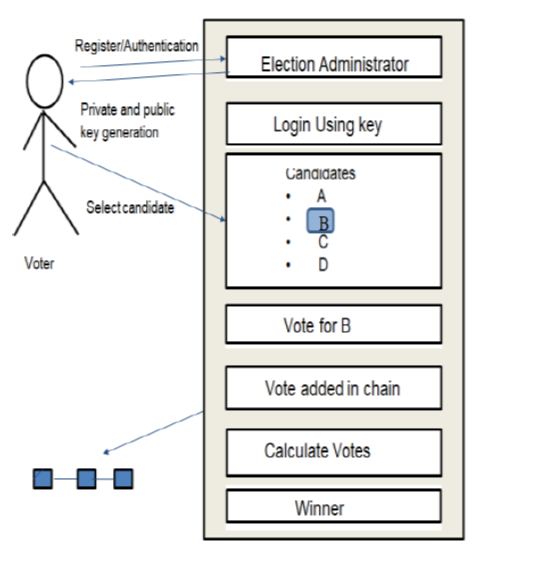 Register/Authentication
Election Administrator
Private and public
key generation
Login Using key
Candidates
• A
• B
• C
• D
Select candidate
Voter
Vote for B
Vote added in chain
Calculate Votes
Winner